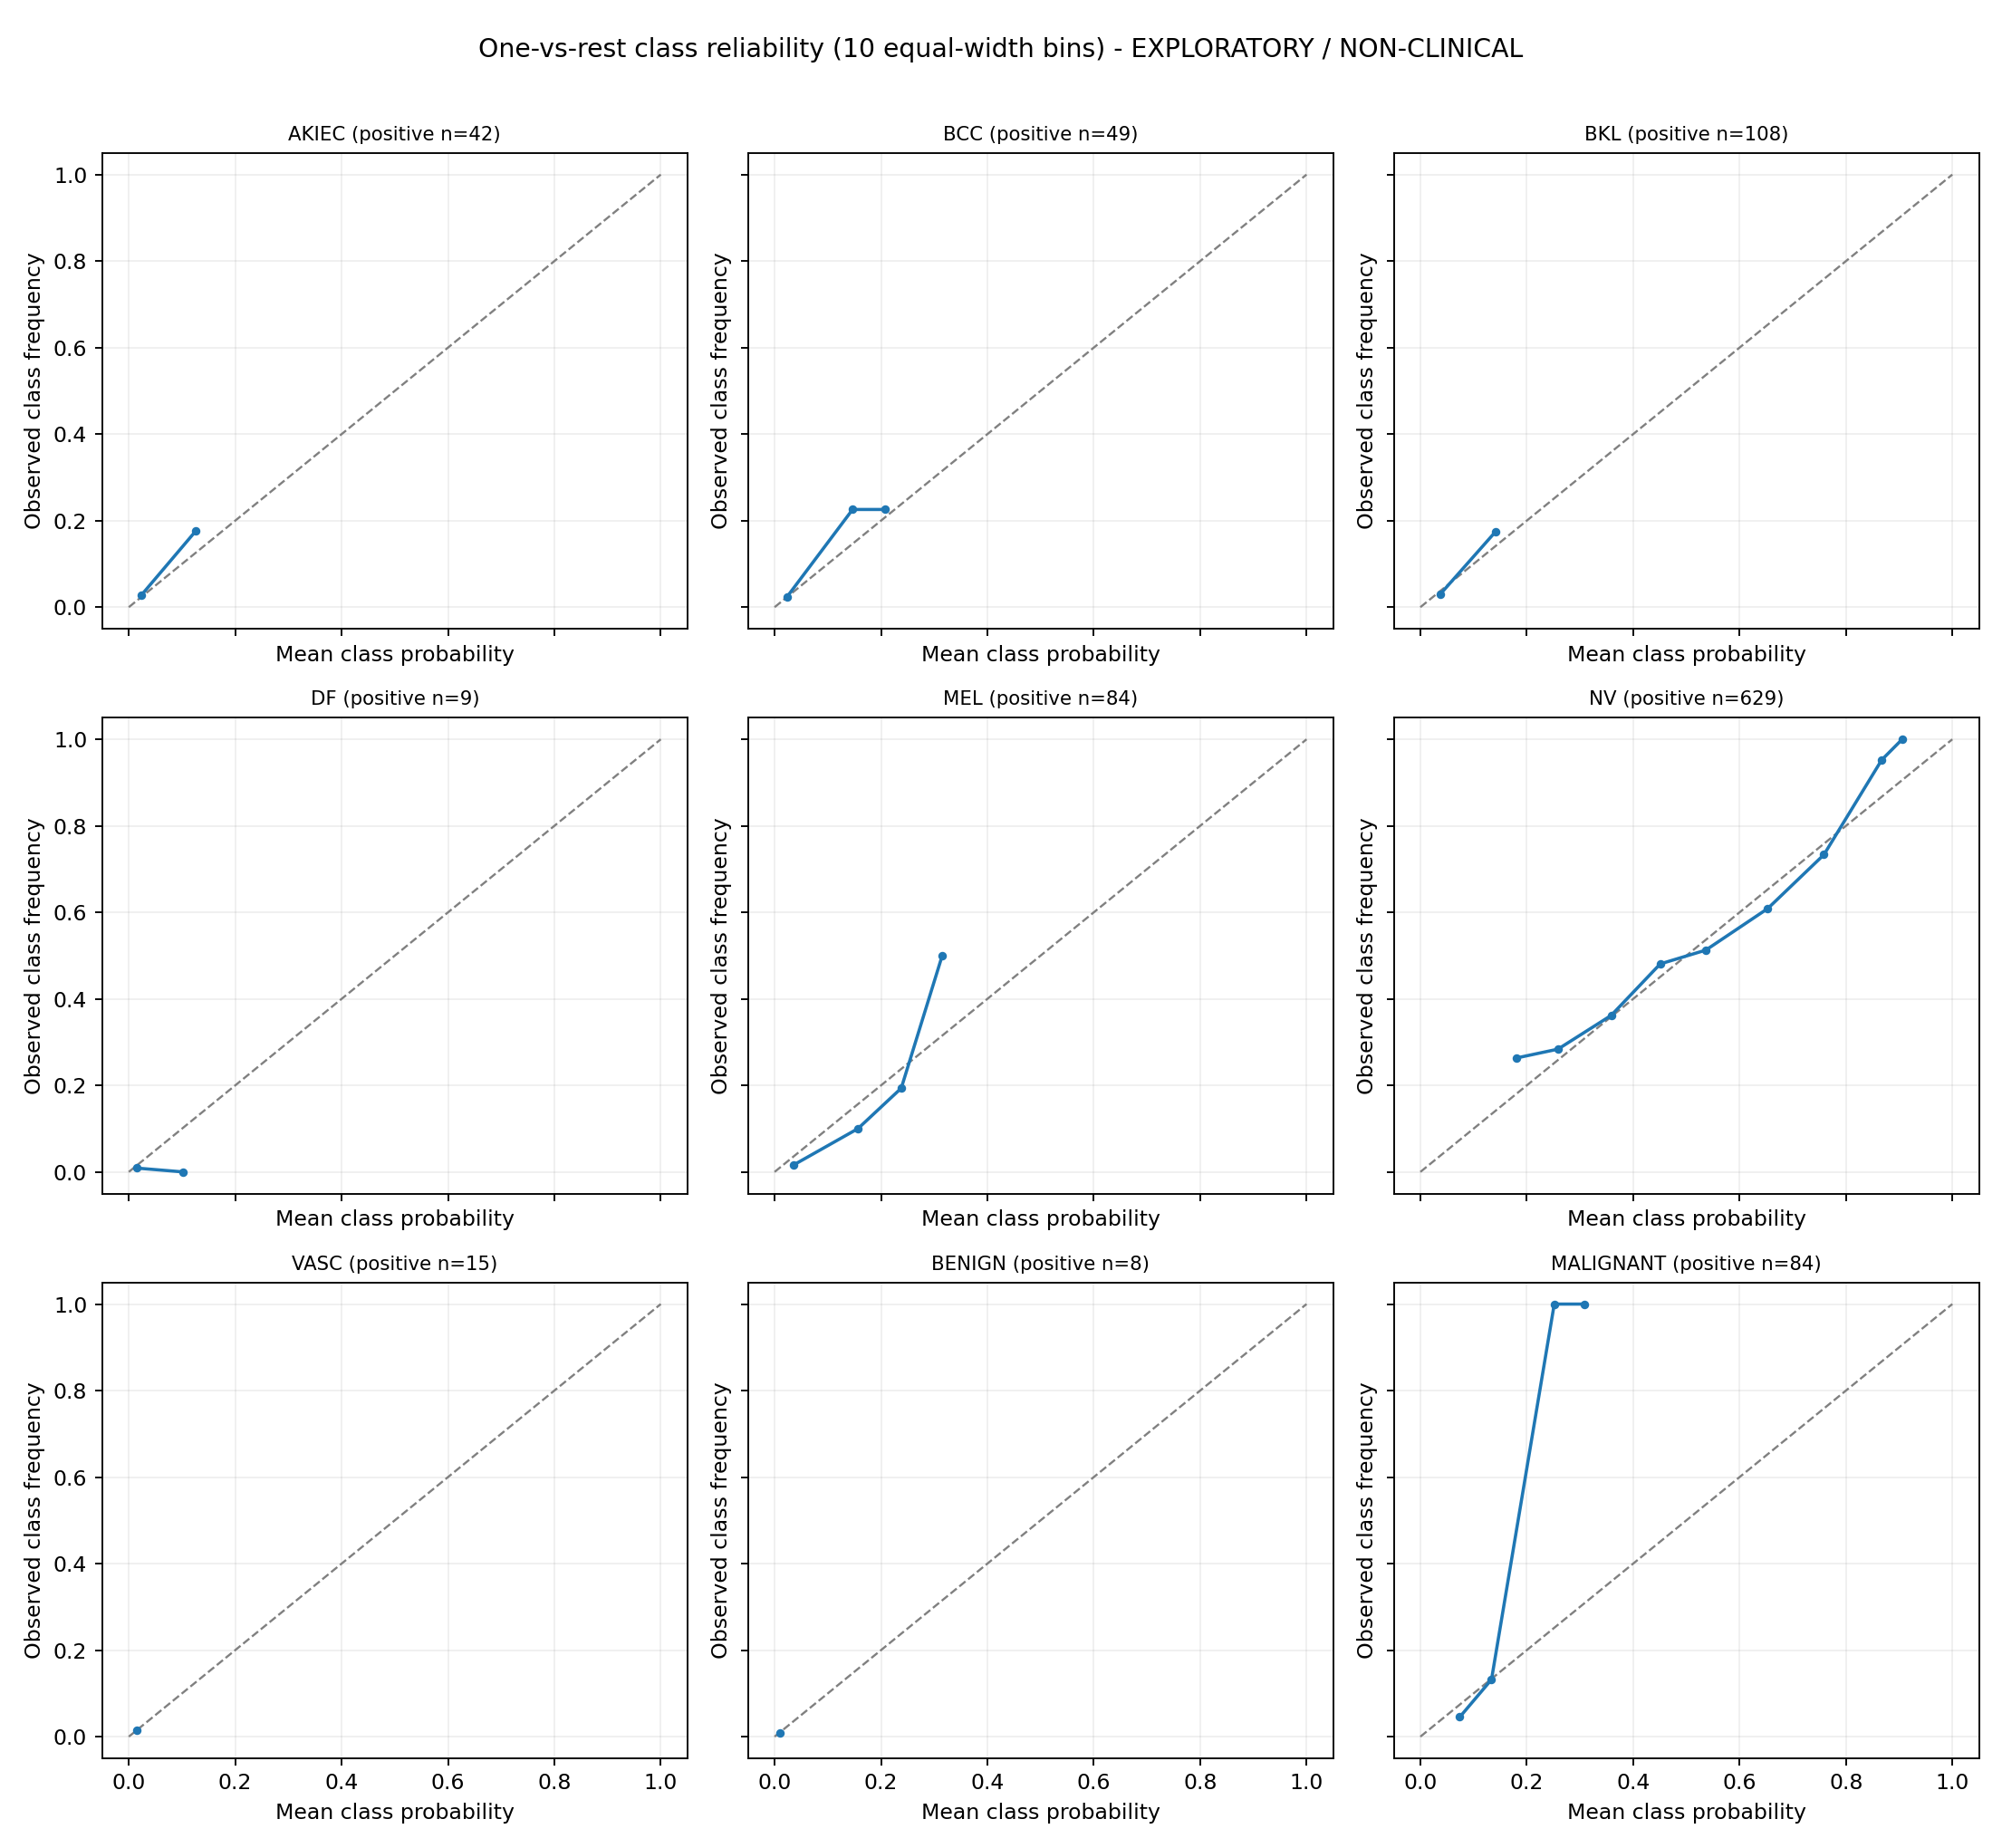 One-vs-rest class reliability (10 equal-width bins) - EXPLORATORY / NON-CLINICAL
AKIEC (positive n=42)
Observed class frequency
1.0
0.8
0.6
0.4
0.2
0.0
Mean class probability
BCC (positive n=49)
Observed class frequency
Mean class probability
BKL (positive n=108)
Observed class frequency
Mean class probability
DF (positive n=9)
Observed class frequency
1.0
0.8
0.6
0.4
0.2
0.0
Mean class probability
MEL (positive n=84)
Observed class frequency
Mean class probability
NV (positive n=629)
Observed class frequency
Mean class probability
VASC (positive n=15)
Observed class frequency
1.0
0.8
0.6
0.4
0.2
0.0
0.0 0.2 0.4 0.6 0.8 1.0
Mean class probability
BENIGN (positive n=8)
Observed class frequency
0.0 0.2 0.4 0.6 0.8 1.0
Mean class probability
MALIGNANT (positive n=84)
Observed class frequency
0.0 0.2 0.4 0.6 0.8 1.0
Mean class probability